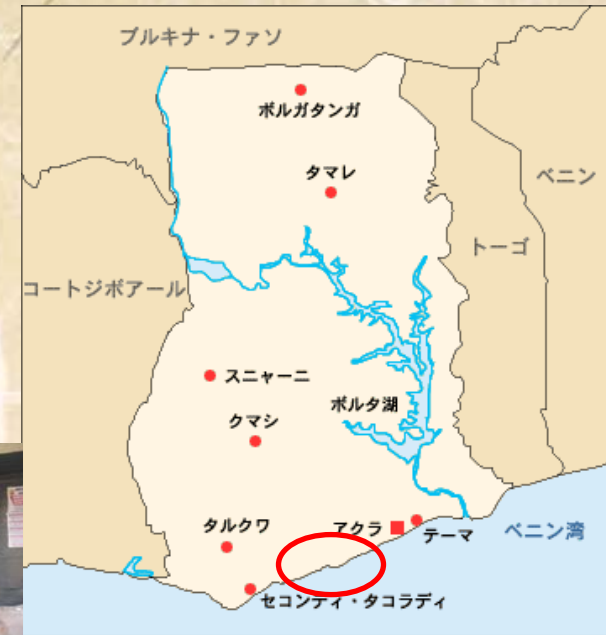 ブルキナ・ファソ
ボルガタンガ
タマレ
ベニン
トーゴ
コートジボアール
スニャーニ
ボルタ湖
クマシ
タルクワ
アクラ
テーマ
ベニン湾
セコンディ・タコラディ